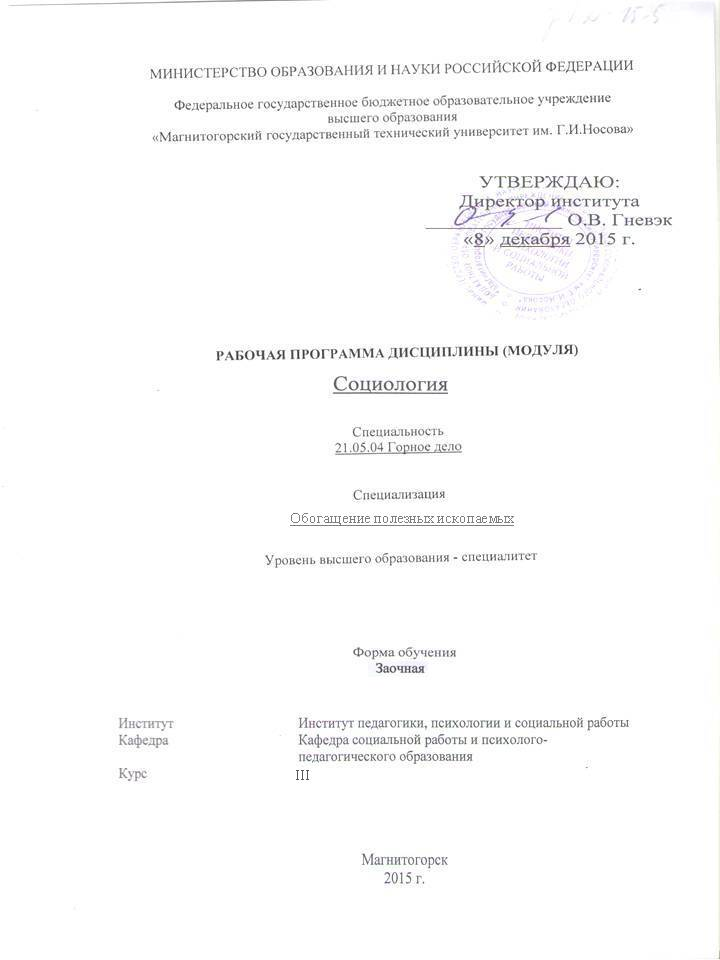 МИНИСТЕРСТВО ОБРАЗОВАНИЯ И НАУКИ РОССИЙСКОЙ ФЕДЕРАЦИИ
Федеральное государственное бюджетное образовательное учреждение
высшего образования
«Магнитогорский государственный технический университет им. Г.И.Носова»
УТВЕРЖДАЮ:
Директор института
О.В. Гневэк
«8» декабря 2015 г.
РАБОЧАЯ ПРОГРАММА ДИСЦИПЛИНЫ (МОДУЛЯ)
Социология
Специальность
21.05.04 Горное дело
Специализация
Обогащение полезных ископаемых
Уровень высшего образования - специалитет
Форма обучения
Заочная
Институт Институт педагогики, психологии и социальной работы
Кафедра Кафедра социальной работы и психолого-
педагогического образования
Курс III
Магнитогорск
2015 г.